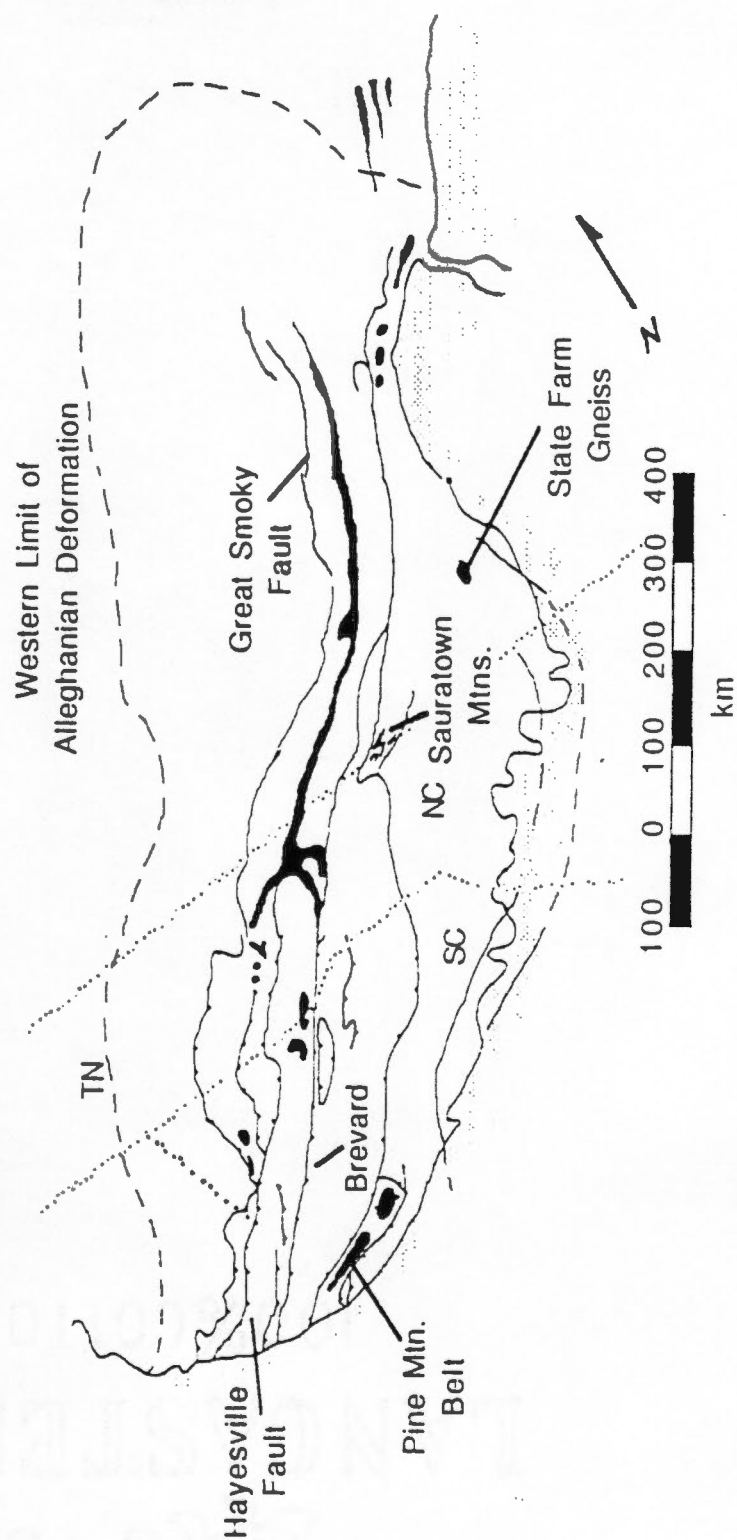 Western Limit of
Alleghanian Deformation
Great Smoky
Fault
TN
State Farm
Gneiss
Sauratown
Mtns.
NC
SC
Brevard
Hayesville
Fault
Pine Mtn.
Belt
N
100 0 100 200 300 400
km